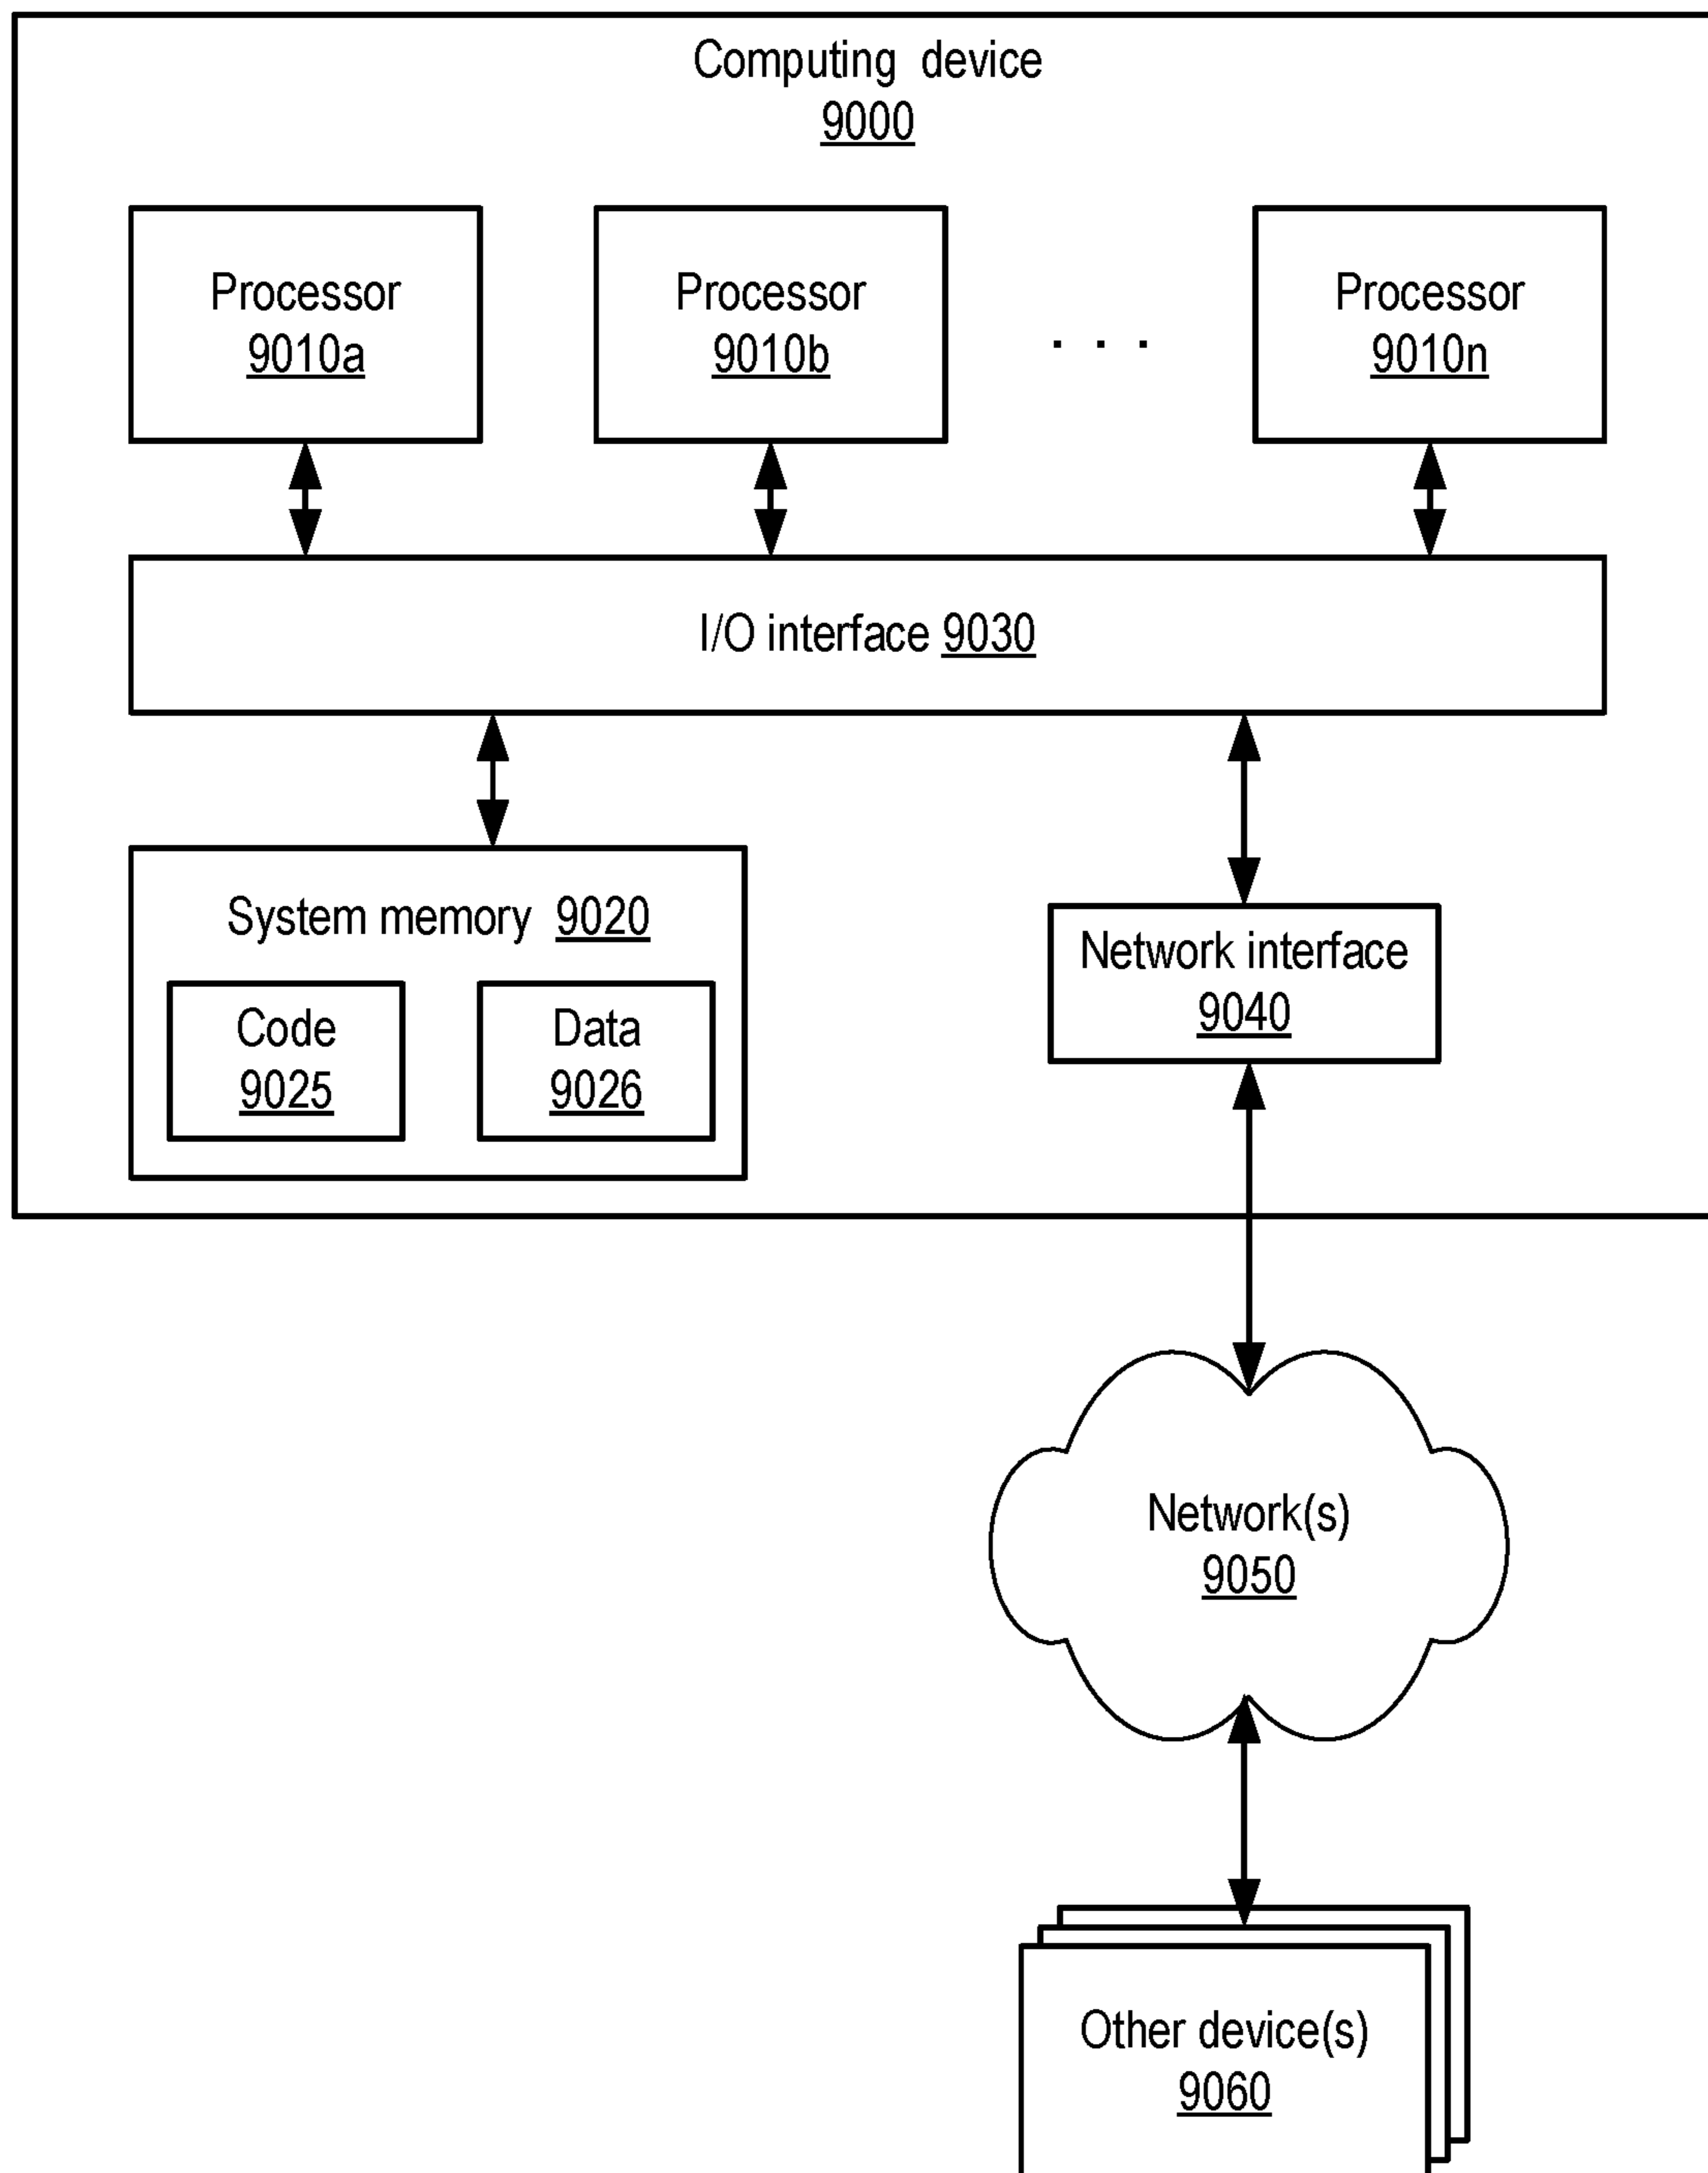 Computing device
9000
Processor
9010a
Processor
9010b
. . .
Processor
9010n
I/O interface 9030
System memory 9020
Code
9025
Data
9026
Network interface
9040
Network(s)
9050
Other device(s)
9060